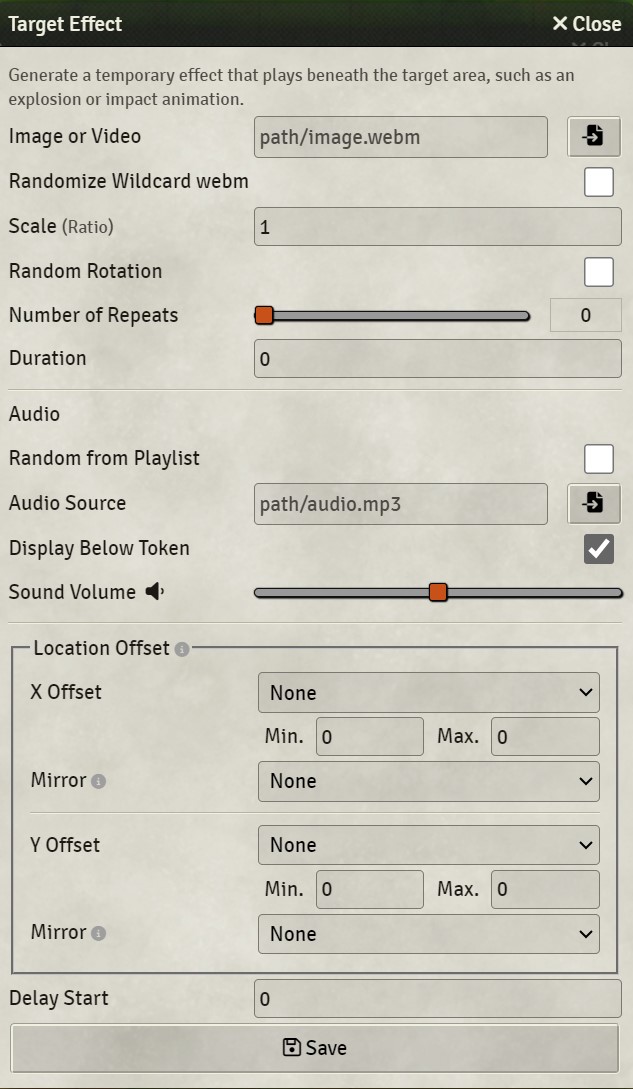 Target Effect
Close
Generate a temporary effect that plays beneath the target area, such as an
explosion or impact animation.
Image or Video path/image.webm
Randomize Wildcard webm
Scale (Ratio) 1
Random Rotation
Number of Repeats 0
Duration 0
Audio
Random from Playlist
Audio Source path/audio.mp3
Display Below Token
Sound Volume
Location Offset
X Offset None
Min. 0 Max. 0
Mirror None
Y Offset None
Min. 0 Max. 0
Mirror None
Delay Start 0
Save